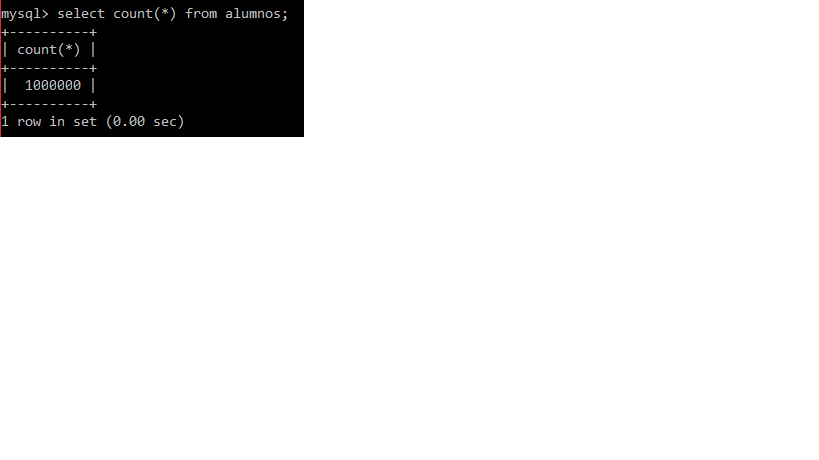 mysql> select count(*) from alumnos;
+----------+
| count(*) |
+----------+
|  1000000 |
+----------+
1 row in set (0.00 sec)